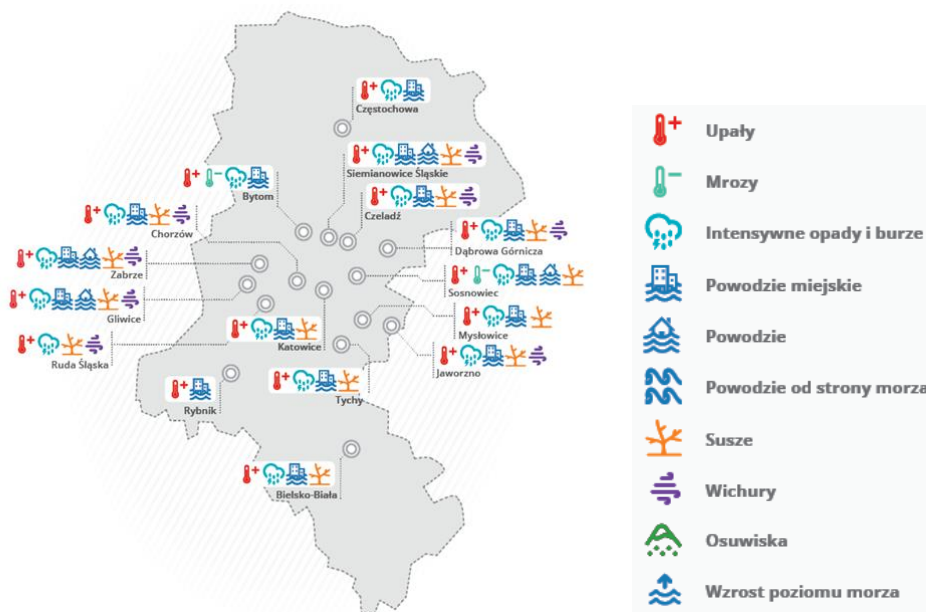 Częstochowa
Siemianowice Śląskie
Bytom
Czeladź
Chorzów
Dąbrowa Górnicza
Zabrze
Sosnowiec
Gliwice
Mysłowice
Katowice
Ruda Śląska
Jaworzno
Tychy
Rybnik
Bielsko-Biała
Upały
Mrozy
Intensywne opady i burze
Powodzie miejskie
Powodzie
Powodzie od strony morza
Susze
Wichury
Osuwiska
Wzrost poziomu morza